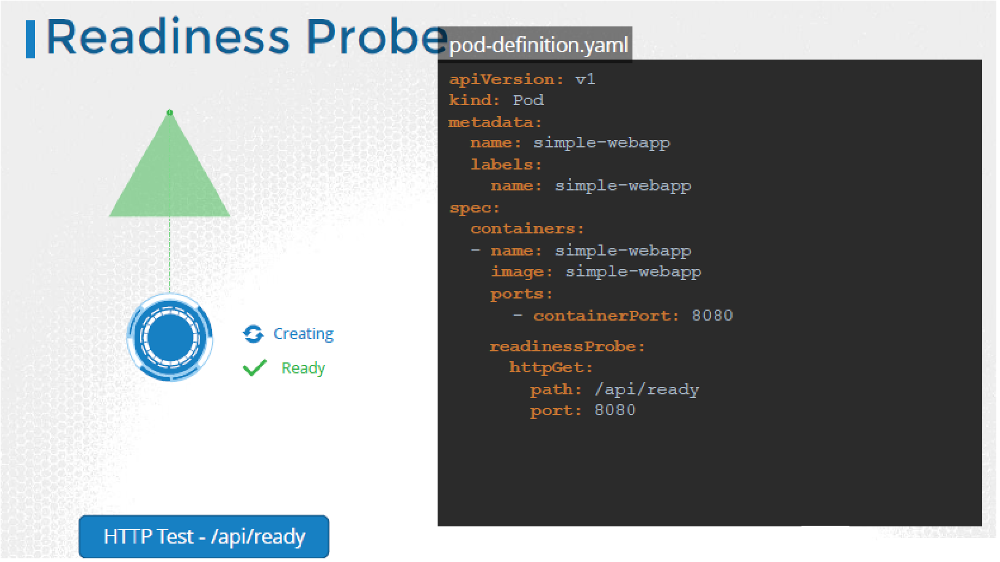 Readiness Probe
pod-definition.yaml
apiVersion: v1
kind: Pod
metadata:
  name: simple-webapp
  labels:
    name: simple-webapp
spec:
  containers:
  - name: simple-webapp
    image: simple-webapp
    ports:
      - containerPort: 8080
    readinessProbe:
      httpGet:
        path: /api/ready
        port: 8080
Creating
Ready
HTTP Test - /api/ready